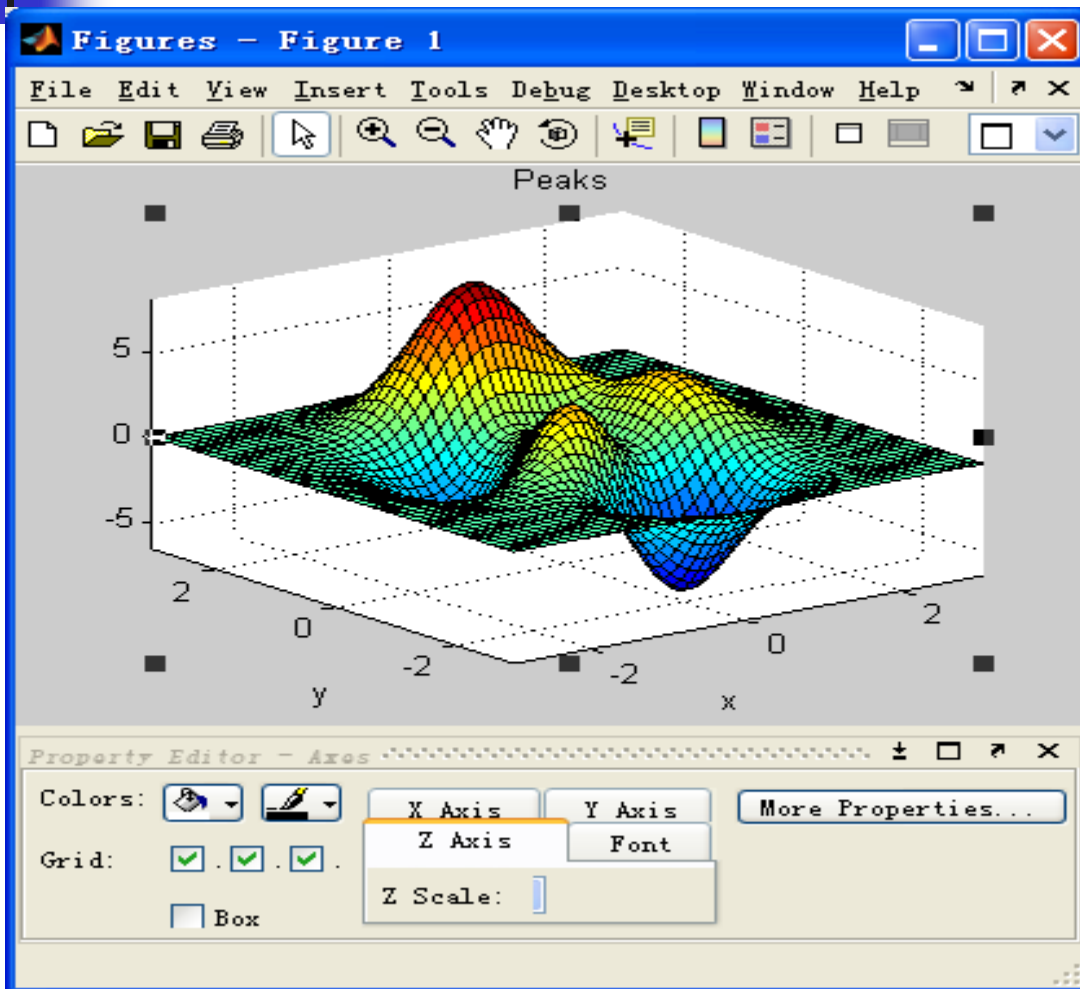 Figures - Figure 1
File Edit View Insert Tools Debug Desktop Window Help
Peaks
5
0
-5
2
0
-2
y
-2
0
2
x
Property Editor - Axes
Colors:
X Axis Y Axis
More Properties...
Z Axis Font
Grid:
Z Scale:
Box